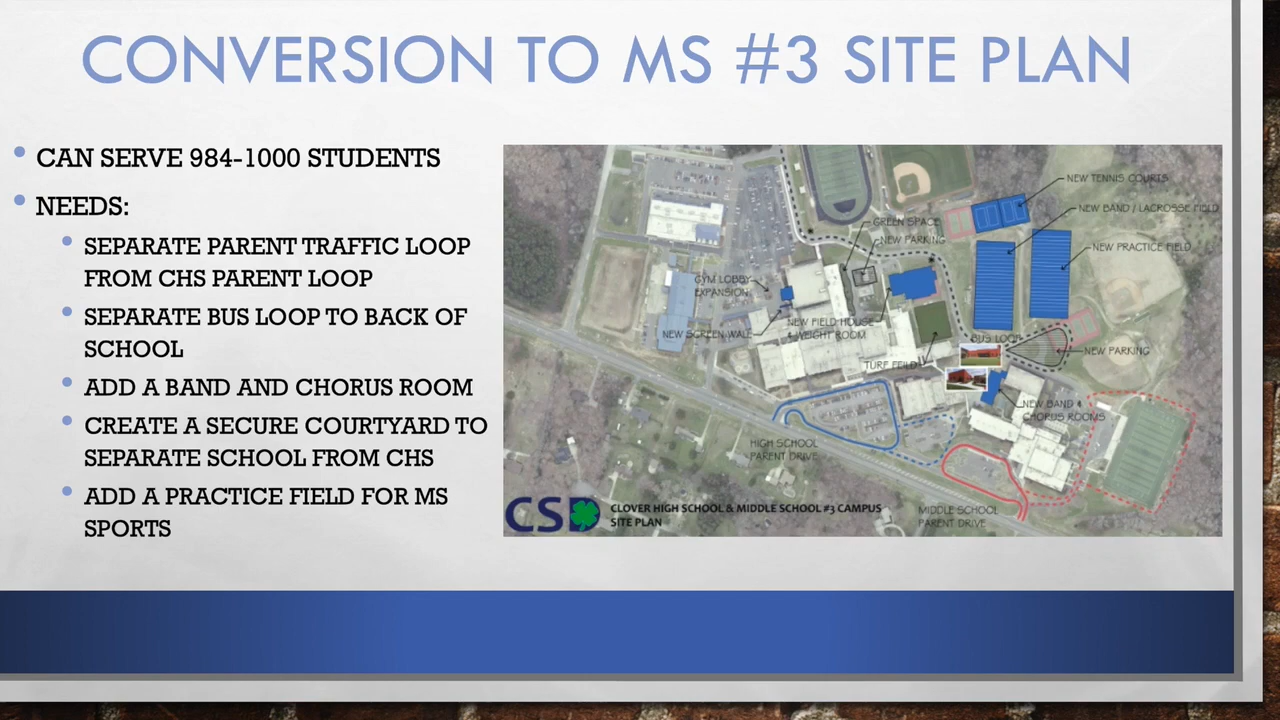 CONVERSION TO MS #3 SITE PLAN
CAN SERVE 984-1000 STUDENTS
NEEDS:
SEPARATE PARENT TRAFFIC LOOP
FROM CHS PARENT LOOP
SEPARATE BUS LOOP TO BACK OF
SCHOOL
ADD A BAND AND CHORUS ROOM
CREATE A SECURE COURTYARD TO
SEPARATE SCHOOL FROM CHS
ADD A PRACTICE FIELD FOR MS
SPORTS
NEW TENNIS COURTS
NEW BAND / LACROSSE FIELD
GREEN SPACE
NEW PARKING
NEW PRACTICE FIELD
GYM LOBBY
EXPANSION
NEW SCREEN WALL
NEW FIELD HOUSE
& WEIGHT ROOM
BUS LOOP
NEW PARKING
TURF FEILD
NEW BAND &
CHORUS ROOMS
HIGH SCHOOL
PARENT DRIVE
MIDDLE SCHOOL
PARENT DRIVE
CSD
CLOVER HIGH SCHOOL & MIDDLE SCHOOL #3 CAMPUS
SITE PLAN